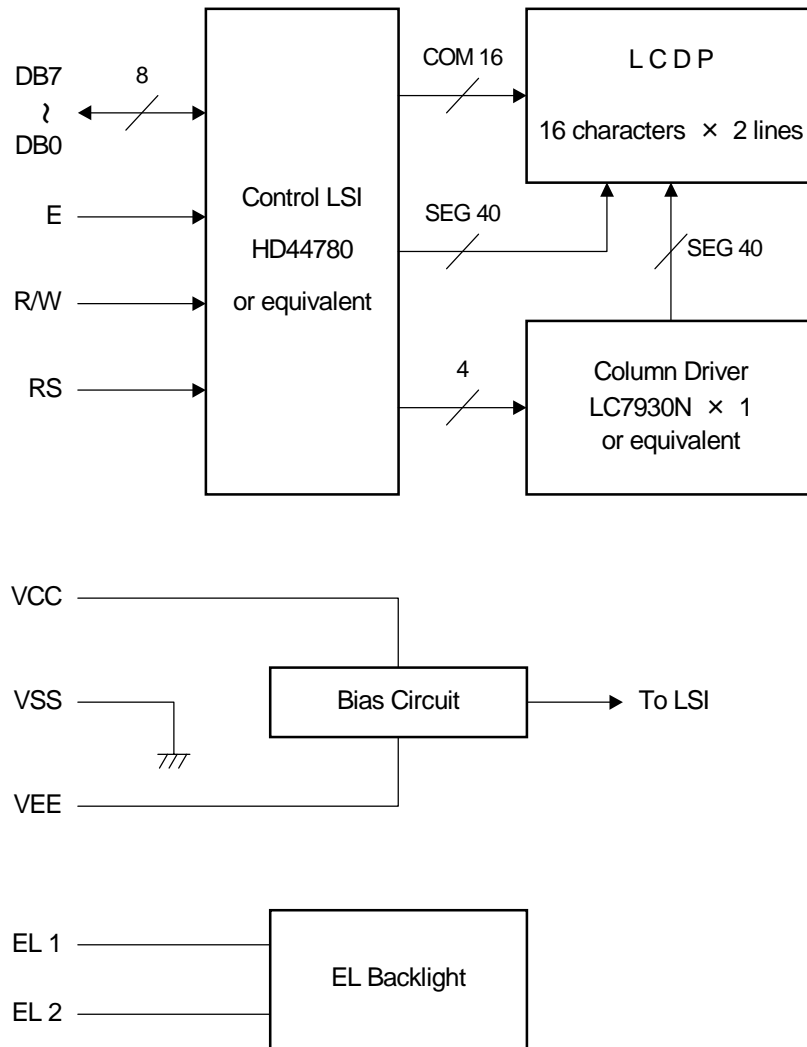 DB7
~
DB0
8
E
R/W
RS
Control LSI
HD44780
or equivalent
COM 16
SEG 40
4
L C D P
16 characters × 2 lines
SEG 40
Column Driver
LC7930N × 1
or equivalent
VCC
VSS
VEE
Bias Circuit
To LSI
EL 1
EL 2
EL Backlight